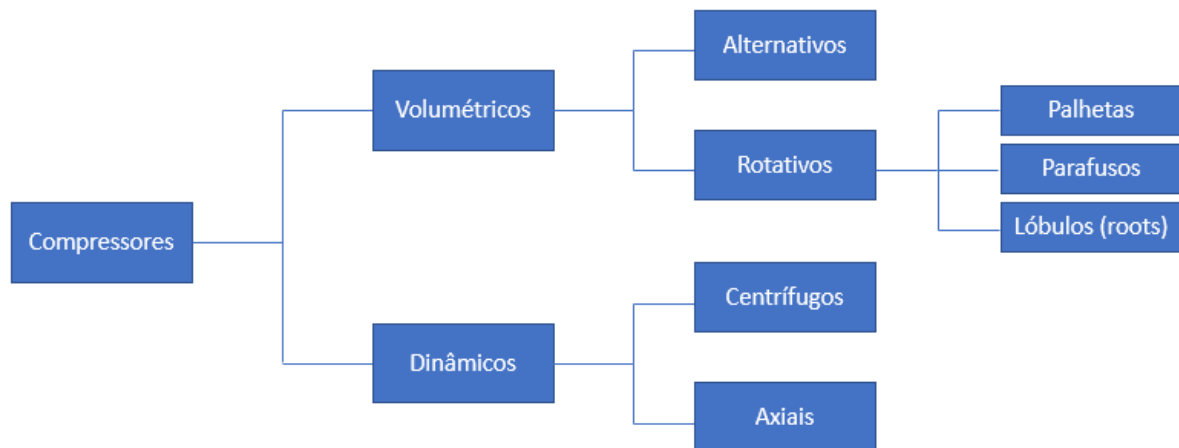 Compressores
Volumétricos
Alternativos
Rotativos
Palhetas
Parafusos
Lóbulos (roots)
Dinâmicos
Centrífugos
Axiais